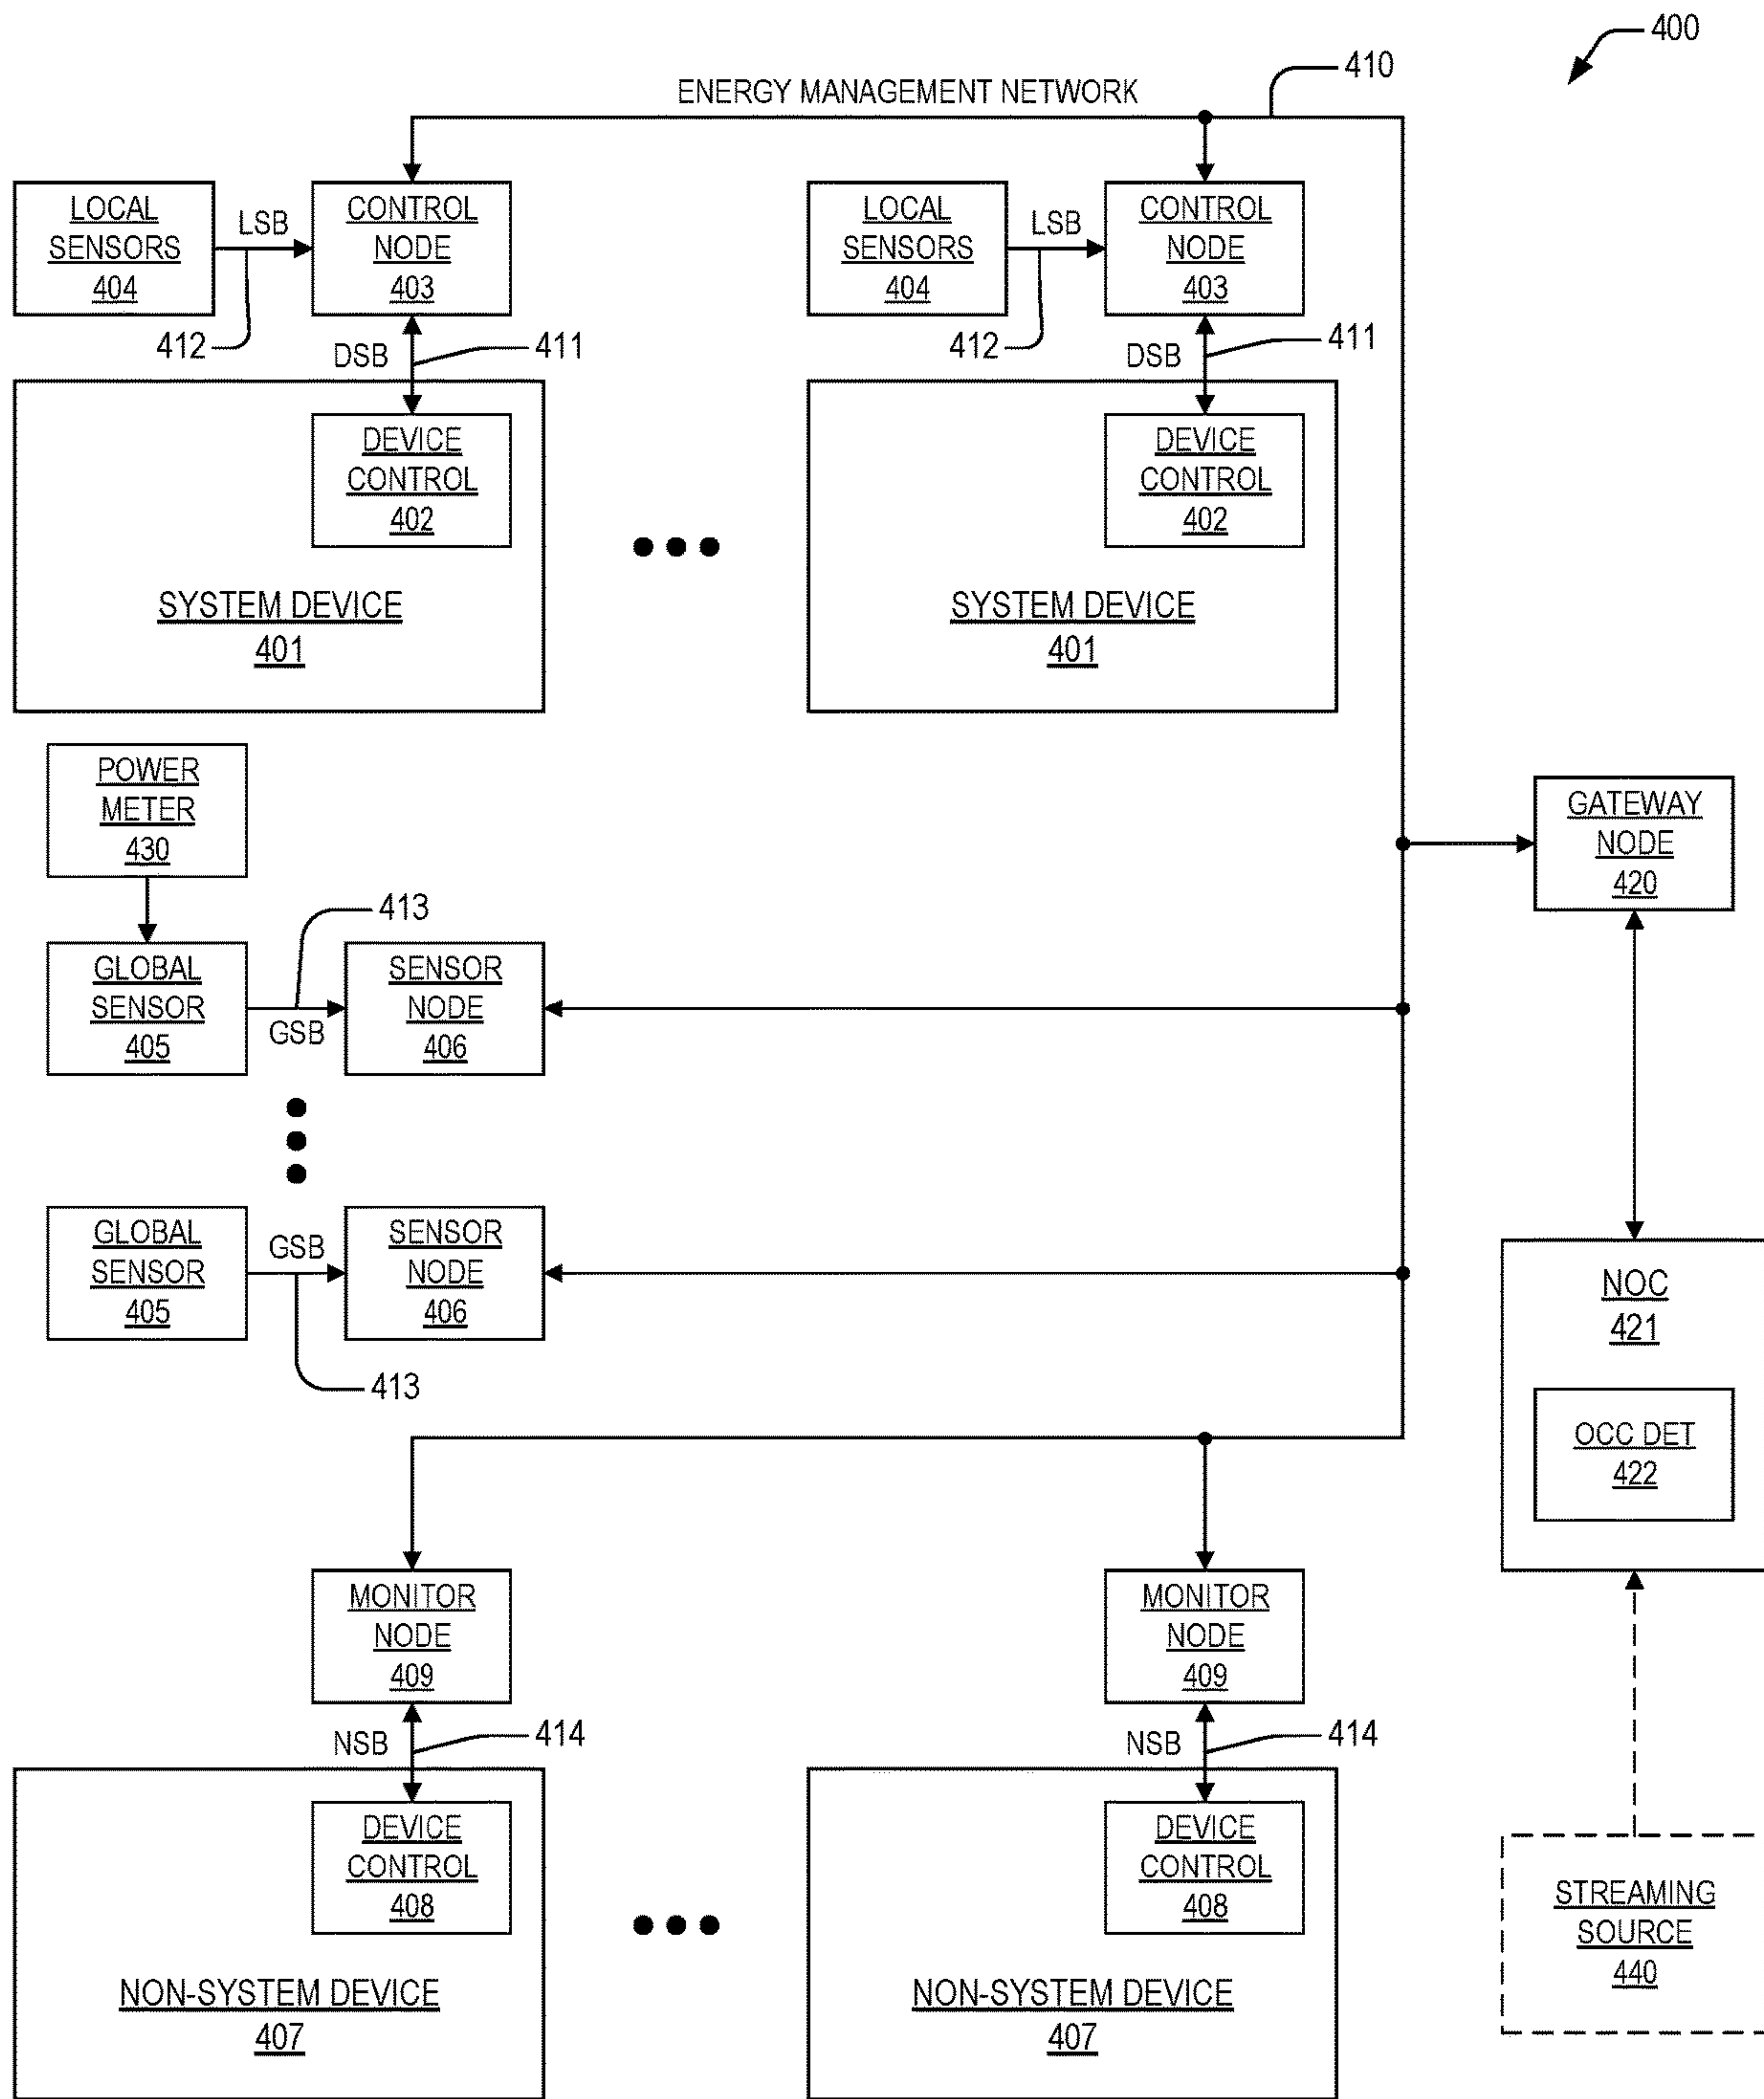 400
410
ENERGY MANAGEMENT NETWORK
LOCAL
SENSORS
404
LSB
412
CONTROL
NODE
403
LOCAL
SENSORS
404
LSB
412
CONTROL
NODE
403
DSB
411
DSB
411
DEVICE
CONTROL
402
SYSTEM DEVICE
401
DEVICE
CONTROL
402
SYSTEM DEVICE
401
POWER
METER
430
GATEWAY
NODE
420
413
GLOBAL
SENSOR
405
GSB
SENSOR
NODE
406
GLOBAL
SENSOR
405
GSB
SENSOR
NODE
406
413
NOC
421
OCC DET
422
MONITOR
NODE
409
MONITOR
NODE
409
NSB
414
NSB
414
DEVICE
CONTROL
408
NON-SYSTEM DEVICE
407
DEVICE
CONTROL
408
NON-SYSTEM DEVICE
407
STREAMING
SOURCE
440